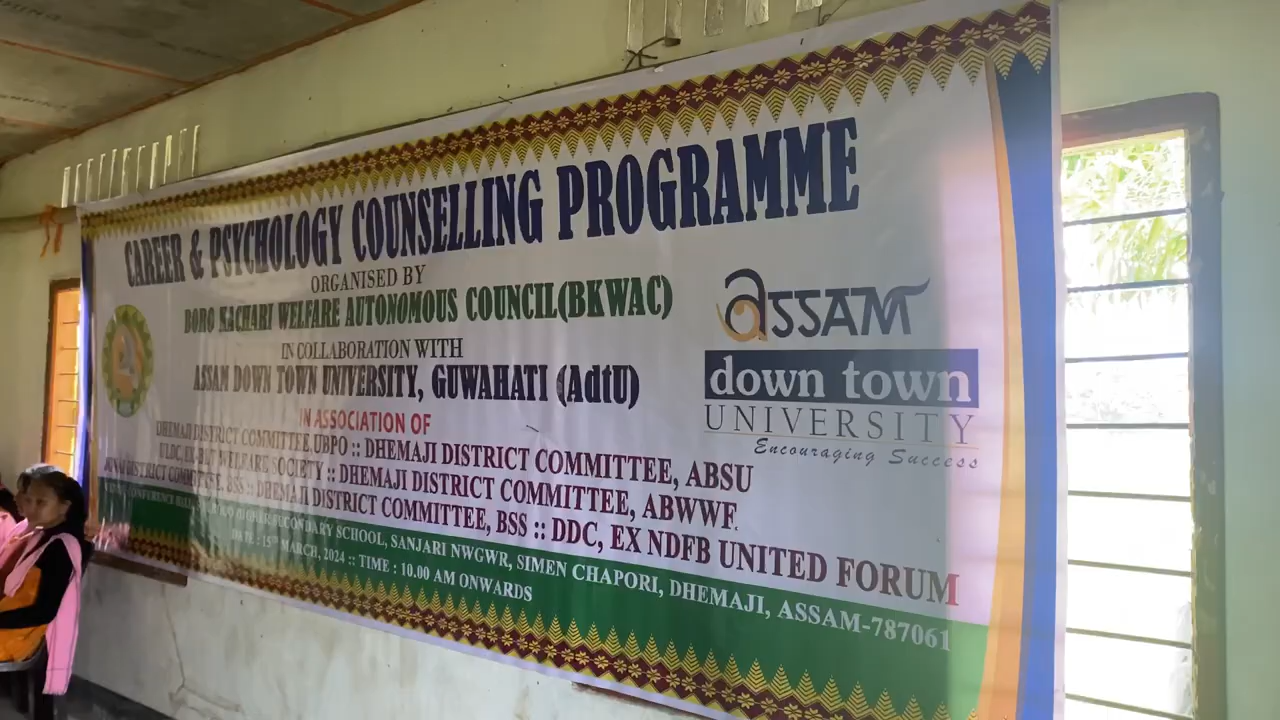 CAREER & PSYCHOLOGY COUNSELLING PROGRAMME
ORGANISED BY
BORO KACHARI WELFARE AUTONOMOUS COUNCIL(BKWAC)
IN COLLABORATION WITH
ASSAM DOWN TOWN UNIVERSITY, GUWAHATI (AdtU)
IN ASSOCIATION OF
DHEMAJI DISTRICT COMMITTEE, UBPO :: DHEMAJI DISTRICT COMMITTEE, ABSU
WELFARE SOCIETY :: DHEMAJI DISTRICT COMMITTEE, ABWWF.
DISTRICT COMMITTEE, BSS :: DHEMAJI DISTRICT COMMITTEE, BSS :: DDC, EX NDFB UNITED FORUM
CONFERENCE HIGHER SECONDARY SCHOOL, SANJARI NWGWR, SIMEN CHAPORI, DHEMAJI, ASSAM-787061
DATE : 15TH MARCH, 2024 :: TIME : 10.00 AM ONWARDS
ASSAM
down town
UNIVERSITY
Encouraging Success